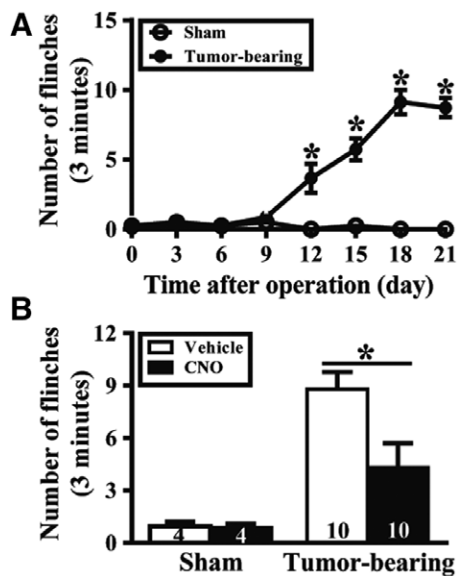 A
15
Sham
Tumor-bearing
Number of flinches
(3 minutes)
10
5
0
* * * *
0 3 6 9 12 15 18 21
Time after operation (day)
B
12
Vehicle
CNO
*
Number of flinches
(3 minutes)
9
6
3
0
4 4 10 10
Sham Tumor-bearing